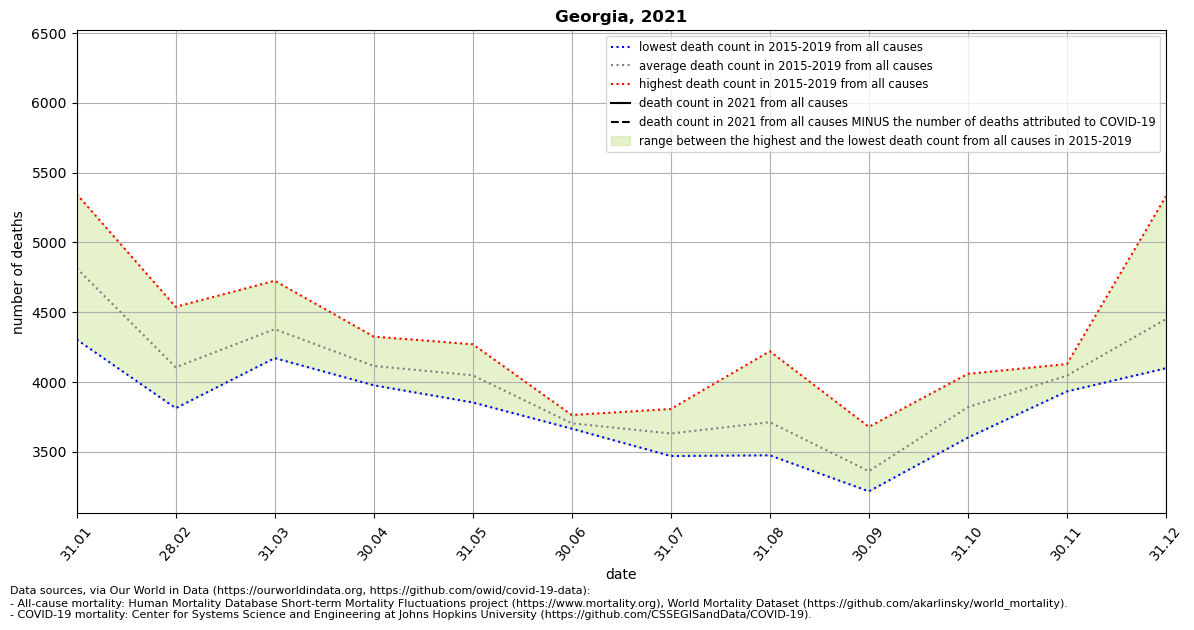 Georgia, 2021
6500
6000
5500
5000
4500
4000
3500
number of deaths
lowest death count in 2015-2019 from all causes
average death count in 2015-2019 from all causes
highest death count in 2015-2019 from all causes
death count in 2021 from all causes
death count in 2021 from all causes MINUS the number of deaths attributed to COVID-19
range between the highest and the lowest death count from all causes in 2015-2019
31.01
28.02
31.03
30.04
31.05
30.06
31.07
31.08
30.09
31.10
30.11
31.12
date
Data sources, via Our World in Data (https://ourworldindata.org, https://github.com/owid/covid-19-data):
- All-cause mortality: Human Mortality Database Short-term Mortality Fluctuations project (https://www.mortality.org), World Mortality Dataset (https://github.com/akarlinsky/world_mortality).
- COVID-19 mortality: Center for Systems Science and Engineering at Johns Hopkins University (https://github.com/CSSEGISandData/COVID-19).